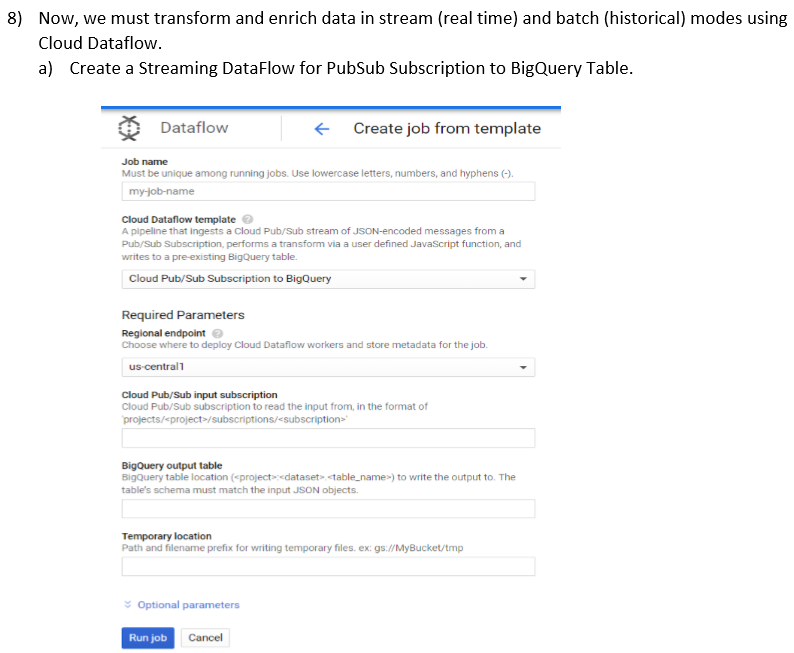 8) Now, we must transform and enrich data in stream (real time) and batch (historical) modes using
Cloud Dataflow.
a) Create a Streaming DataFlow for PubSub Subscription to BigQuery Table.
Dataflow
Create job from template
Job name
Must be unique among running jobs. Use lowercase letters, numbers, and hyphens (-).
my-job-name
Cloud Dataflow template
A pipeline that ingests a Cloud Pub/Sub stream of JSON-encoded messages from a
Pub/Sub Subscription, performs a transform via a user defined JavaScript function, and
writes to a pre-existing BigQuery table.
Cloud Pub/Sub Subscription to BigQuery
Required Parameters
Regional endpoint
Choose where to deploy Cloud Dataflow workers and store metadata for the job.
us-central1
Cloud Pub/Sub input subscription
Cloud Pub/Sub subscription to read the input from, in the format of
'projects/<project>/subscriptions/<subscription>'
BigQuery output table
BigQuery table location (<project>:<dataset>.<table_name>) to write the output to. The
table's schema must match the input JSON objects.
Temporary location
Path and filename prefix for writing temporary files. ex: gs://MyBucket/tmp
Optional parameters
Run job
Cancel